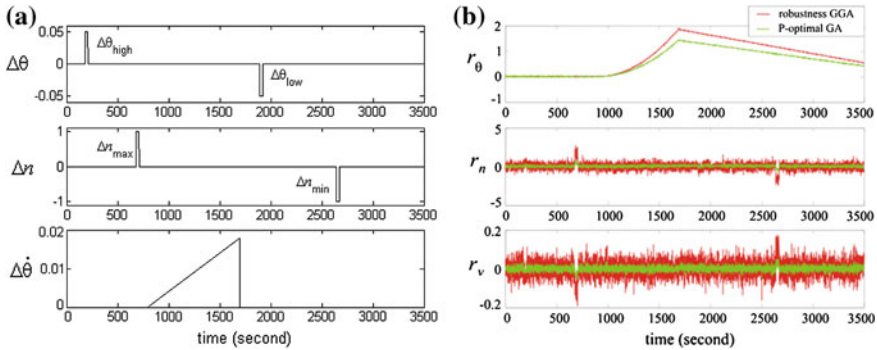 (a)
0.05
Δθhigh
Δθ
0
Δθlow
-0.05
0 500 1000 1500 2000 2500 3000 3500
1
Δnmax
Δn
0
Δnmin
-1
0 500 1000 1500 2000 2500 3000 3500
0.02
Δθ̇
0.01
0
0 500 1000 1500 2000 2500 3000 3500
time (second)
(b)
robustness GGA
P-optimal GA
2
rθ
1
0
1
0 500 1000 1500 2000 2500 3000 3500
5
rn
0
-5
0 500 1000 1500 2000 2500 3000 3500
0.2
rv
0
-0.2
0 500 1000 1500 2000 2500 3000 3500
time (second)